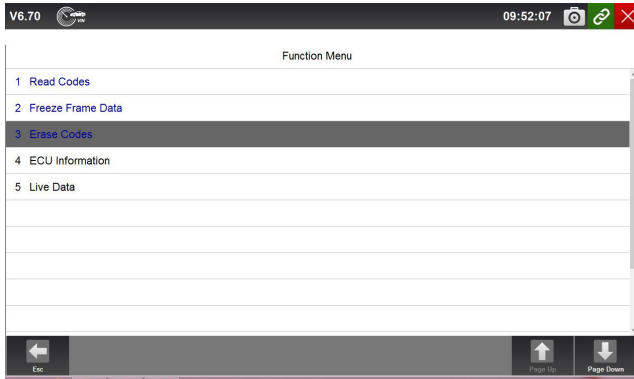 V6.70 VIN 09:52:07
Function Menu
1 Read Codes
2 Freeze Frame Data
3 Erase Codes
4 ECU Information
5 Live Data
Esc Page Up Page Down